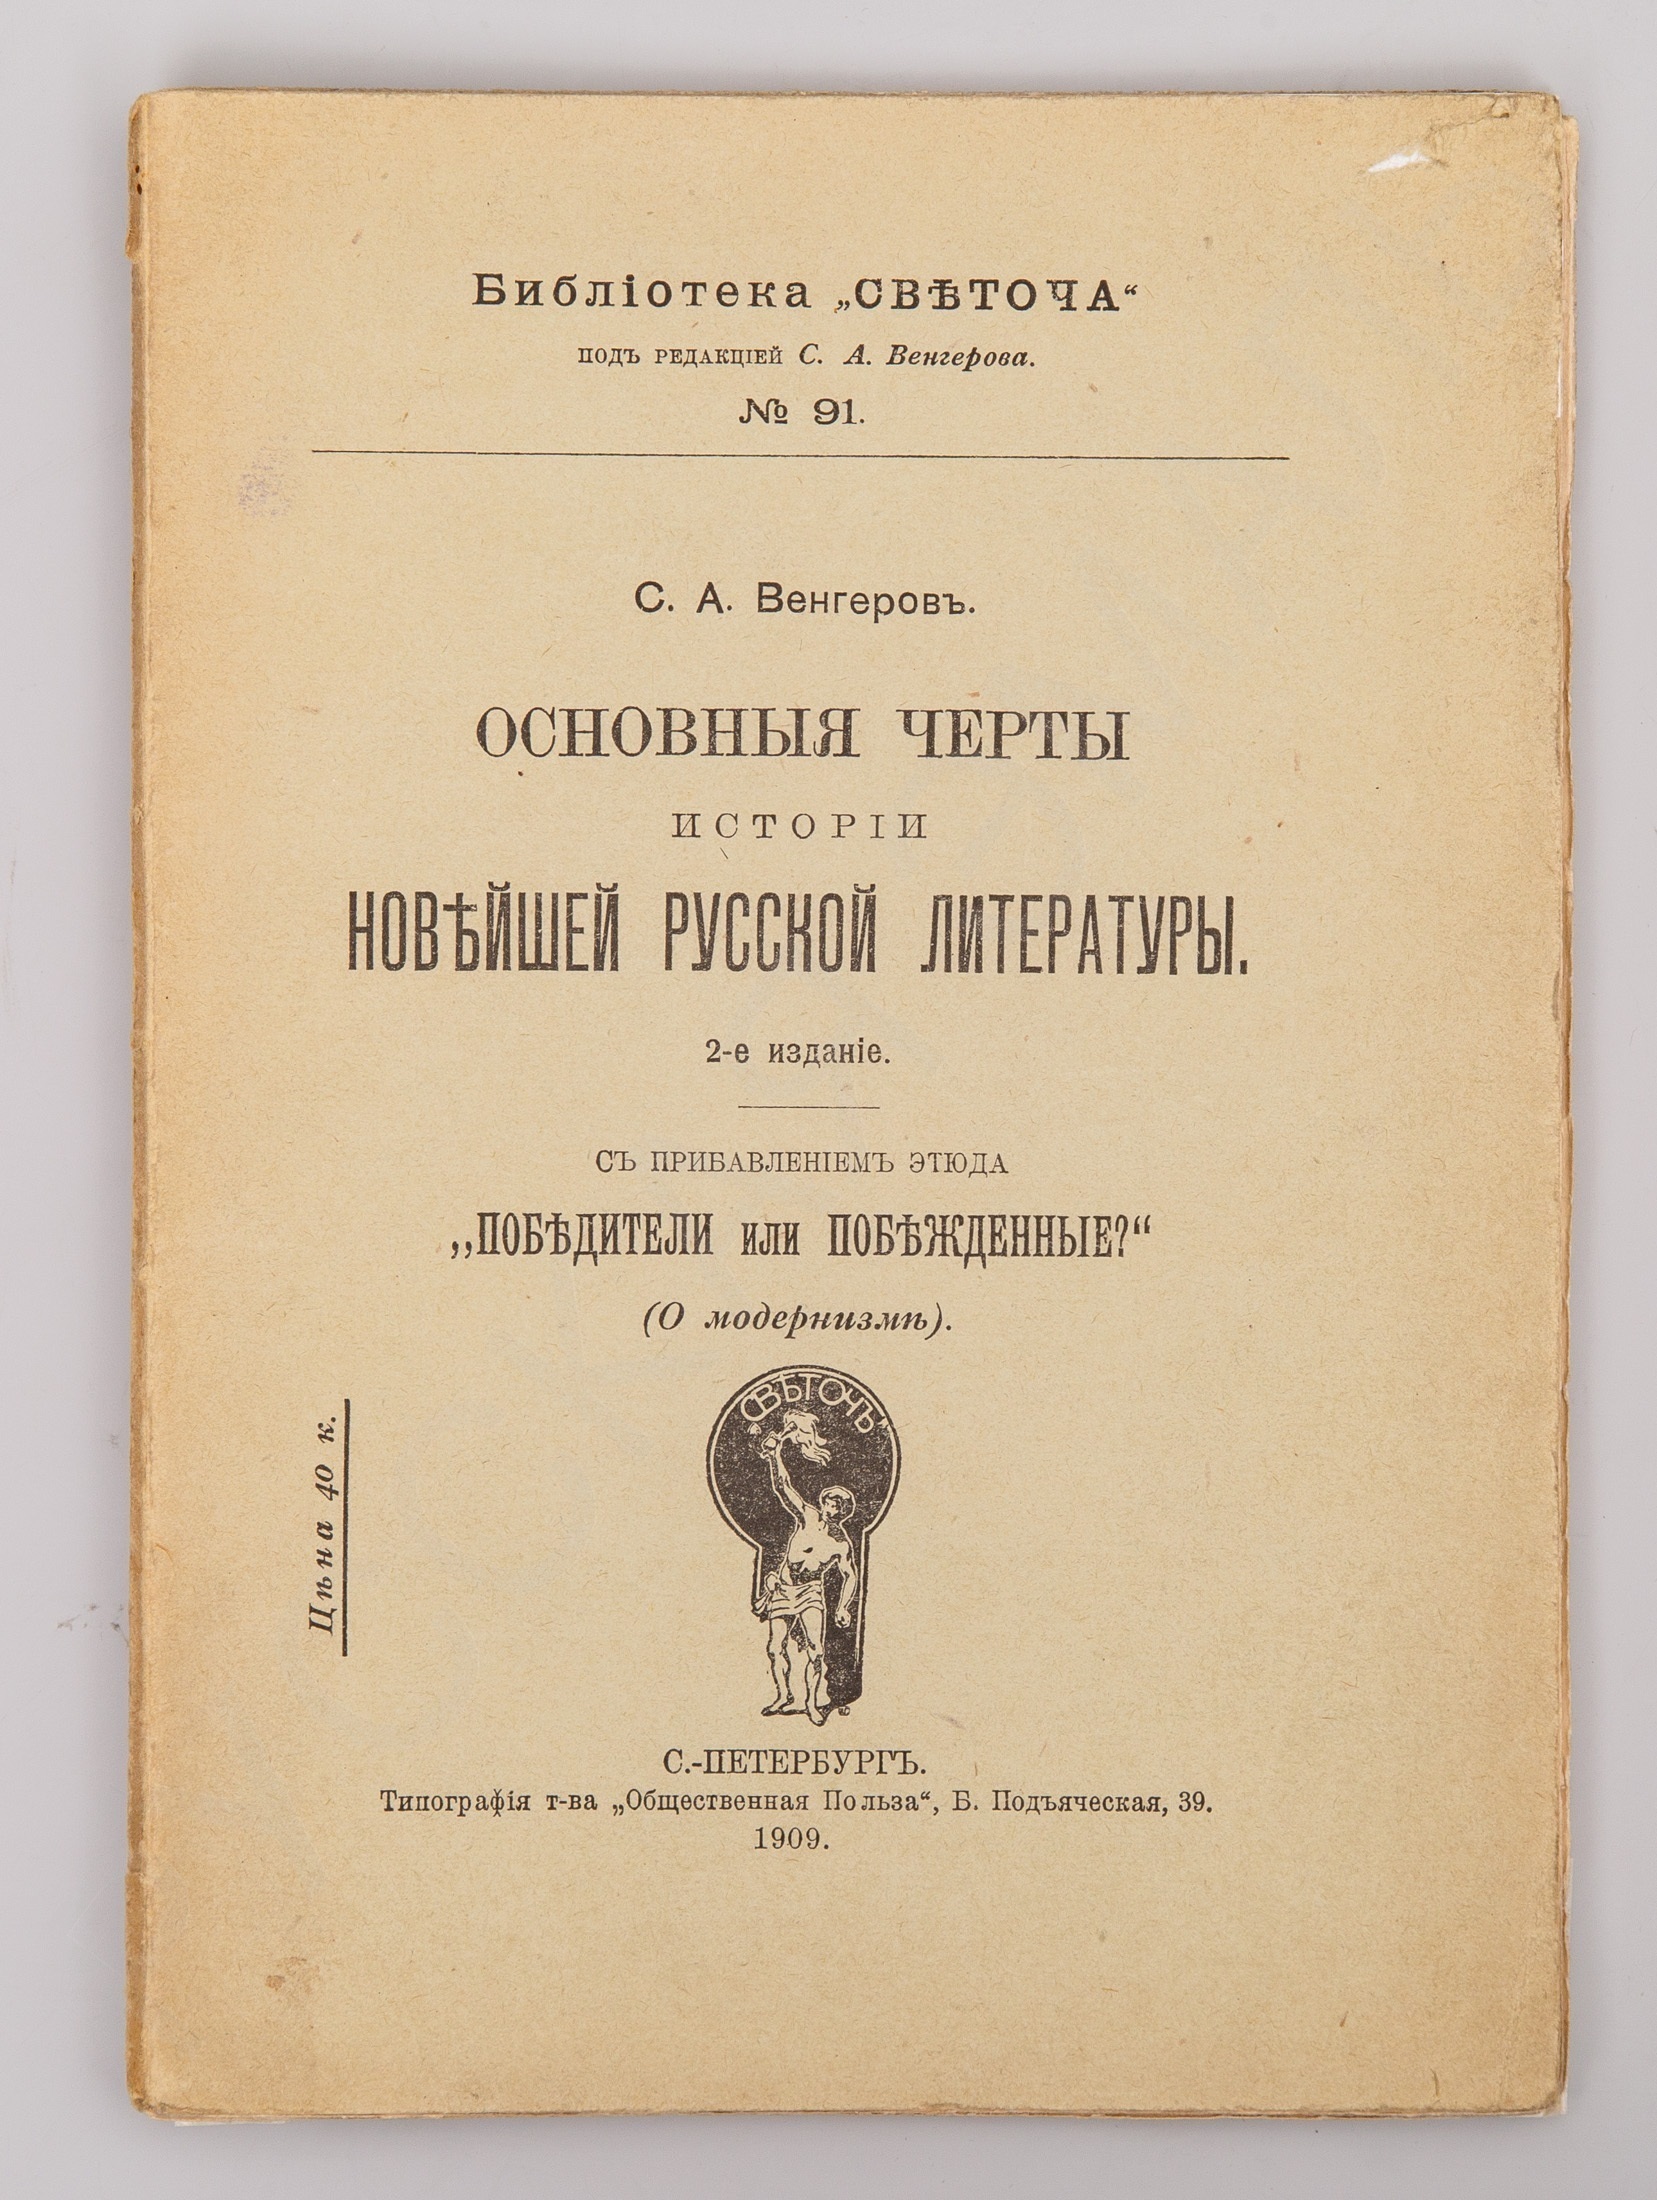 Библіотека „СВѢТОЧА“
ПОДЪ РЕДАКЦІЕЙ С. А. Венгерова.
№ 91.
С. А. Венгеровъ.
ОСНОВНЫЯ ЧЕРТЫ
ИСТОРІИ
НОВѢЙШЕЙ РУССКОЙ ЛИТЕРАТУРЫ.
2-е изданіе.
СЪ ПРИБАВЛЕНІЕМЪ ЭТЮДА
„ПОБѢДИТЕЛИ или ПОБѢЖДЕННЫЕ?“
(О модернизмѣ).
„СВѢТОЧЪ“
Цѣна 40 к.
С.-ПЕТЕРБУРГЪ.
Типографія т-ва „Общественная Польза“, Б. Подъяческая, 39.
1909.